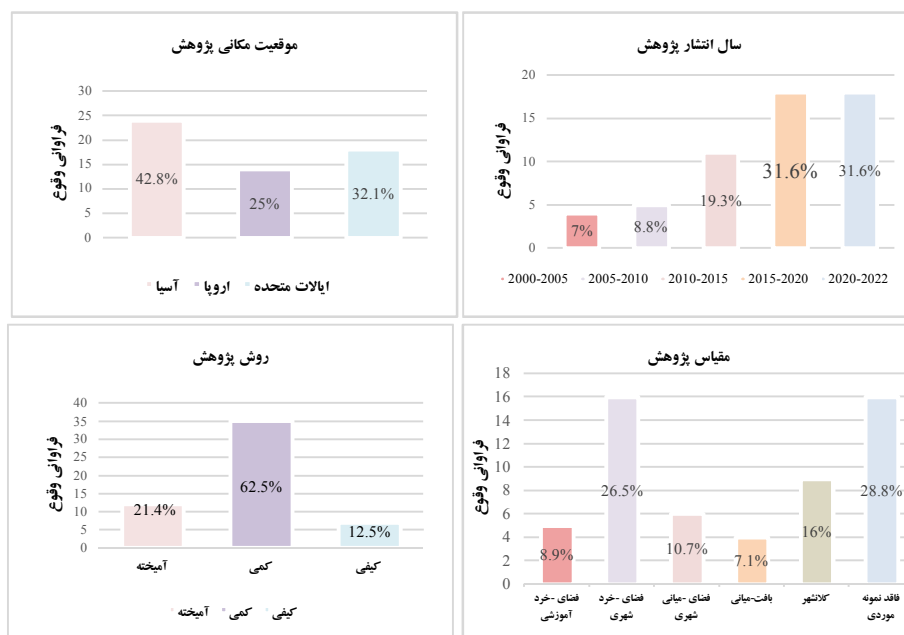 موقعیت مکانی پژوهش
فراوانی وقوع
30
25
20
15
10
5
0
42.8%
25%
32.1%
آسیا
اروپا
ایالات متحده
سال انتشار پژوهش
فراوانی وقوع
20
15
10
5
0
7%
8.8%
19.3%
31.6%
31.6%
2000-2005
2005-2010
2010-2015
2015-2020
2020-2022
روش پژوهش
فراوانی وقوع
40
35
30
25
20
15
10
5
0
21.4%
62.5%
12.5%
آمیخته
کمی
کیفی
آمیخته
کمی
کیفی
مقیاس پژوهش
فراوانی وقوع
18
16
14
12
10
8
6
4
2
0
8.9%
26.5%
10.7%
7.1%
16%
28.8%
خرد- فضای
آموزشی
خرد- فضای
شهری
میانی- فضای
شهری
میانی-بافت
کلانشهر
فاقد نمونه
موردی